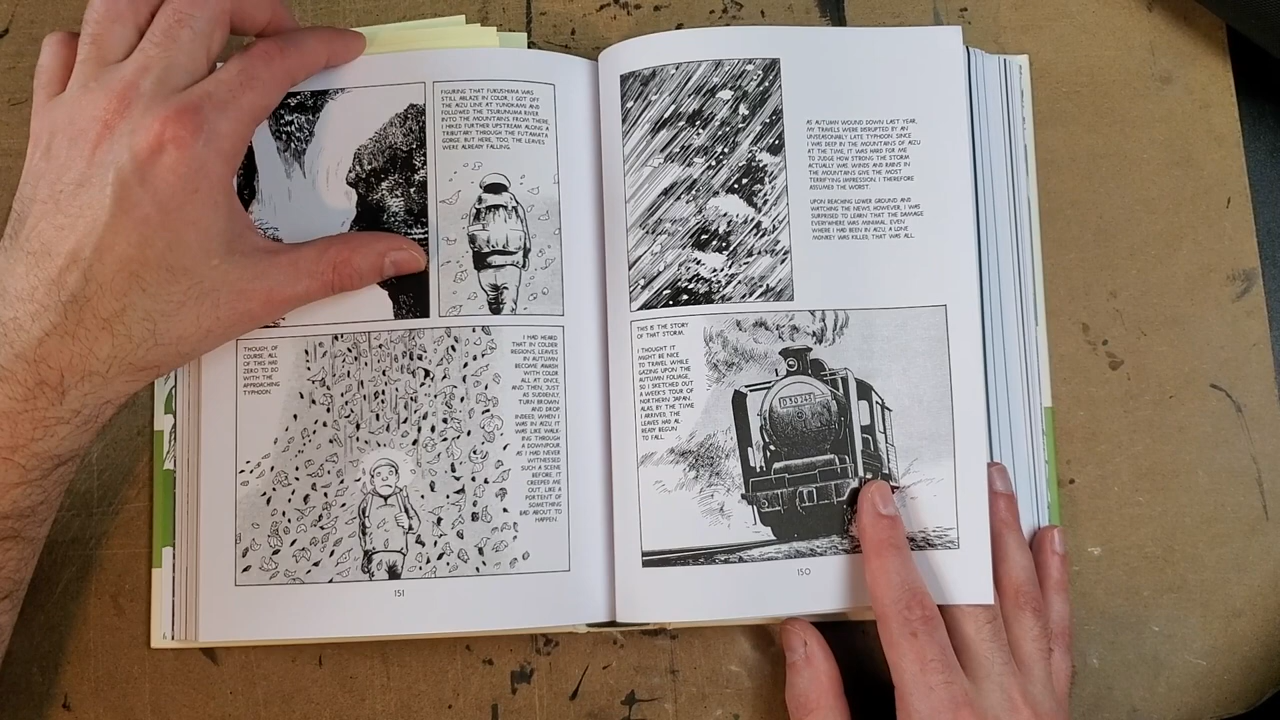 AS AUTUMN WOUND DOWN LAST YEAR,
MY TRAVELS WERE DISRUPTED BY AN
UNSEASONABLY LATE TYPHOON. SINCE
I WAS DEEP IN THE MOUNTAINS OF AIZU
AT THE TIME, IT WAS HARD FOR ME
TO JUDGE HOW STRONG THE STORM
ACTUALLY WAS. WINDS AND RAINS IN
THE MOUNTAINS GIVE THE MOST
TERRIFYING IMPRESSION. I THEREFORE
ASSUMED THE WORST.
UPON REACHING LOWER GROUND AND
WATCHING THE NEWS, HOWEVER, I WAS
SURPRISED TO LEARN THAT THE DAMAGE
EVERYWHERE WAS MINIMAL. EVEN
WHERE I HAD BEEN IN AIZU, A LONE
MONKEY WAS KILLED, THAT WAS ALL.
THIS IS THE STORY
OF THAT STORM.
I THOUGHT IT
MIGHT BE NICE
TO TRAVEL WHILE
GAZING UPON THE
AUTUMN FOLIAGE,
SO I SKETCHED OUT
A WEEK'S TOUR OF
NORTHERN JAPAN.
ALAS, BY THE TIME
I ARRIVED, THE
LEAVES HAD AL-
READY BEGUN
TO FALL.
D50245
150
FIGURING THAT FUKUSHIMA WAS
STILL ABLAZE IN COLOR, I GOT OFF
THE AIZU LINE AT YUNOKAMI AND
FOLLOWED THE TSURUNUMA RIVER
INTO THE MOUNTAINS. FROM THERE,
I HIKED FURTHER UPSTREAM ALONG A
TRIBUTARY THROUGH THE FUTAMATA
GORGE. BUT HERE, TOO, THE LEAVES
WERE ALREADY FALLING.
I HAD HEARD
THAT IN COLDER
REGIONS, LEAVES
IN AUTUMN
BECOME AWASH
WITH COLOR
ALL AT ONCE,
AND THEN, JUST
AS SUDDENLY,
TURN BROWN
AND DROP.
INDEED, WHEN I
WAS IN AIZU, IT
WAS LIKE WALK-
ING THROUGH
A DOWNPOUR.
AS I HAD NEVER
WITNESSED
SUCH A SCENE
BEFORE, IT
CREEPED ME
OUT, LIKE A
PORTENT OF
SOMETHING
BAD ABOUT TO
HAPPEN.
THOUGH, OF
COURSE, ALL
OF THIS HAD
ZERO TO DO
WITH THE
APPROACHING
TYPHOON.
151